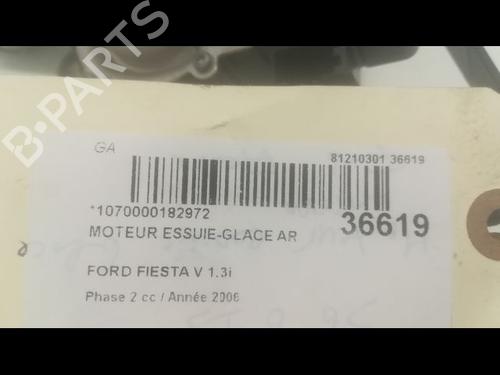 B-PARTS
GA
81210301 36619
*1070000182972
36619
MOTEUR ESSUIE-GLACE AR
FORD FIESTA V 1.3i
Phase 2 cc / Année 2006